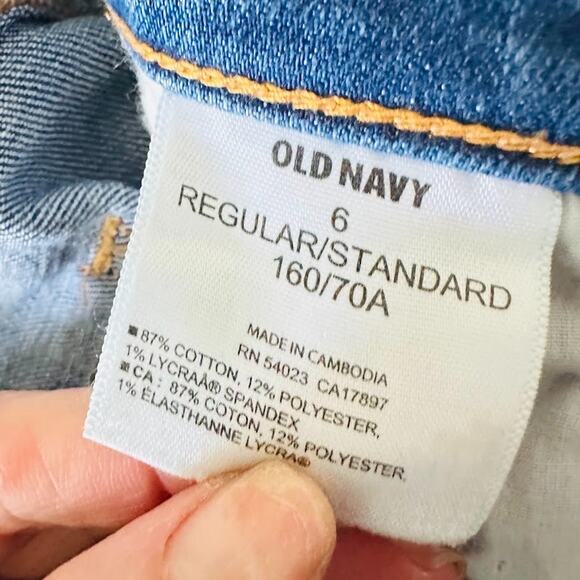 OLD NAVY
6
REGULAR/STANDARD
160/70A
MADE IN CAMBODIA
RN 54023 CA17897
■ 87% COTTON, 12% POLYESTER,
1% LYCRAÂ® SPANDEX
■ CA: 87% COTON, 12% POLYESTER,
1% ÉLASTHANNE LYCRA®